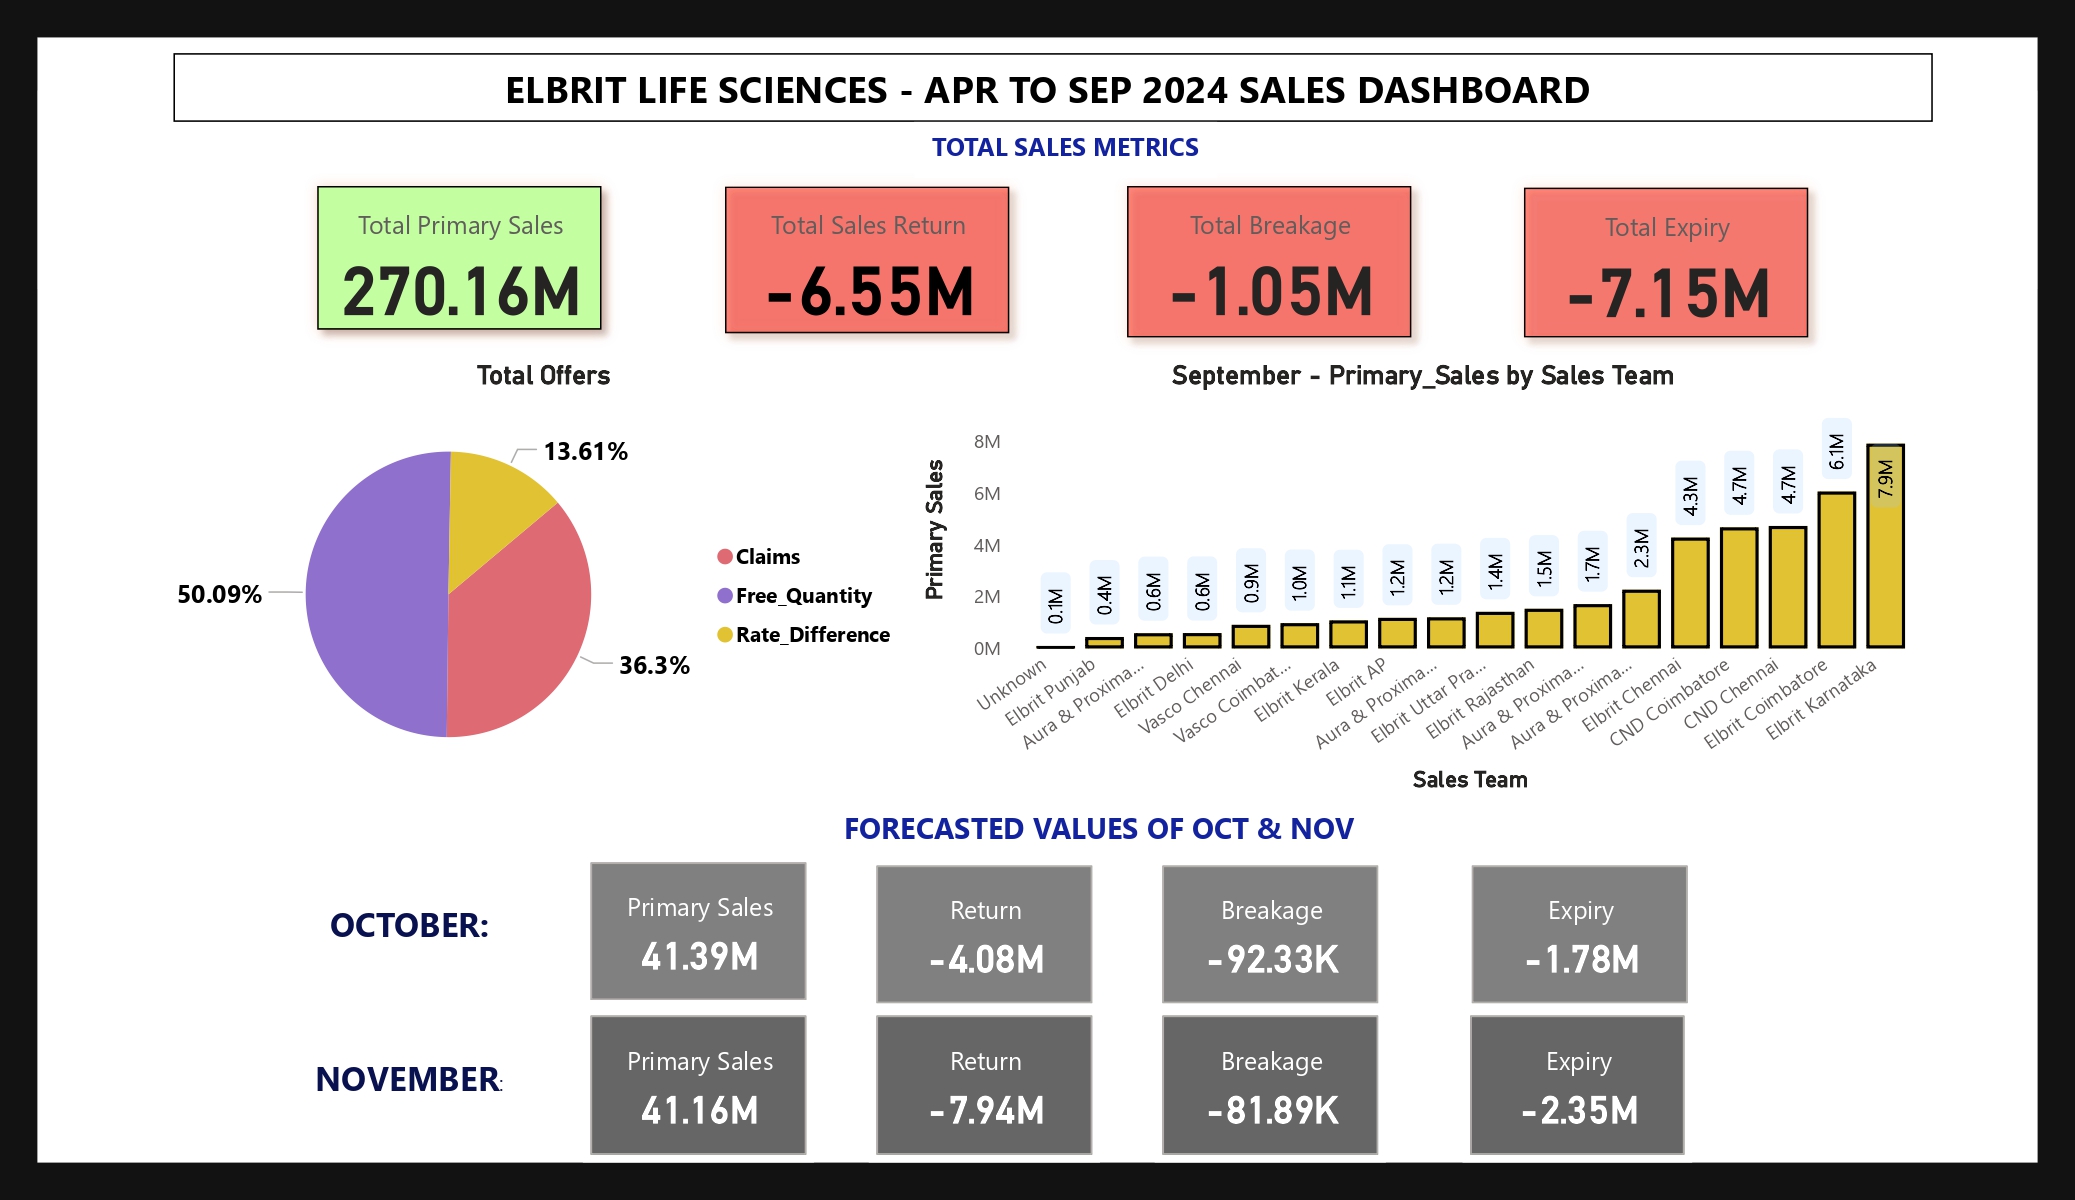 ELBRIT LIFE SCIENCES - APR TO SEP 2024 SALES DASHBOARD
TOTAL SALES METRICS
Total Primary Sales
270.16M
Total Sales Return
-6.55M
Total Breakage
-1.05M
Total Expiry
-7.15M
Total Offers
13.61%
50.09%
36.3%
Claims
Free_Quantity
Rate_Difference
September - Primary_Sales by Sales Team
Primary Sales
8M
6M
4M
2M
0M
0.1M
0.4M
0.6M
0.6M
0.9M
1.0M
1.1M
1.2M
1.2M
1.4M
1.5M
1.7M
2.3M
4.3M
4.7M
4.7M
6.1M
7.9M
Unknown
Elbrit Punjab
Aura & Proxima...
Elbrit Delhi
Vasco Chennai
Vasco Coimbat...
Elbrit Kerala
Elbrit AP
Aura & Proxima...
Elbrit Uttar Pra...
Elbrit Rajasthan
Aura & Proxima...
Aura & Proxima...
Elbrit Chennai
CND Coimbatore
CND Chennai
Elbrit Coimbatore
Elbrit Karnataka
Sales Team
FORECASTED VALUES OF OCT & NOV
OCTOBER:
Primary Sales
41.39M
Return
-4.08M
Breakage
-92.33K
Expiry
-1.78M
NOVEMBER:
Primary Sales
41.16M
Return
-7.94M
Breakage
-81.89K
Expiry
-2.35M